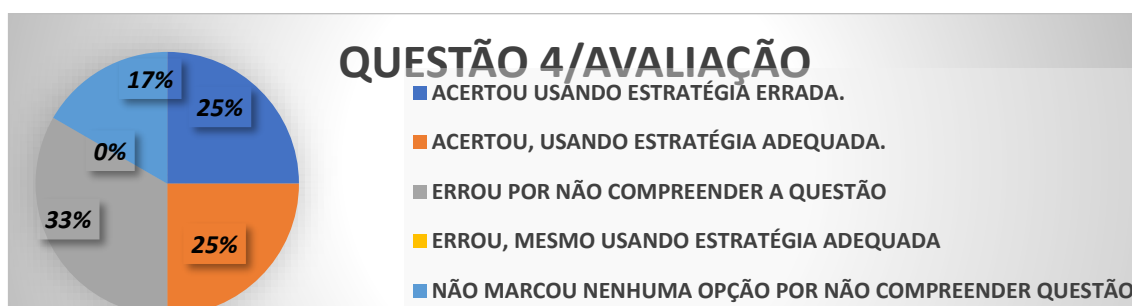 QUESTÃO 4/AVALIAÇÃO
17%
25%
0%
33%
25%
ACERTOU USANDO ESTRATÉGIA ERRADA.
ACERTOU, USANDO ESTRATÉGIA ADEQUADA.
ERROU POR NÃO COMPREENDER A QUESTÃO
ERROU, MESMO USANDO ESTRATÉGIA ADEQUADA
NÃO MARCOU NENHUMA OPÇÃO POR NÃO COMPREENDER QUESTÃO